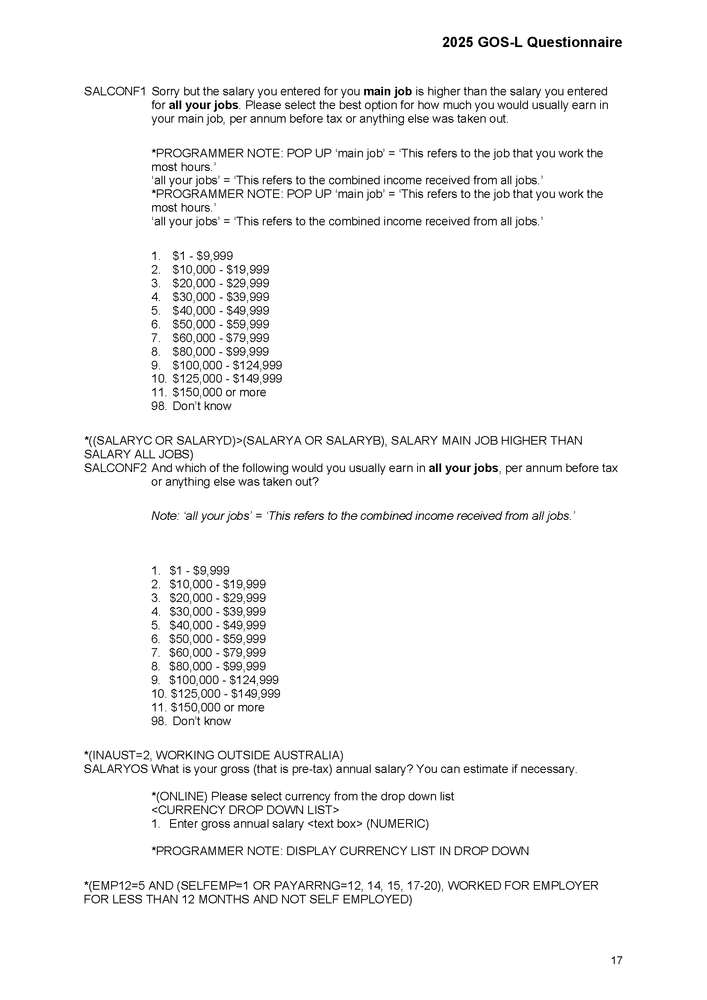 2025 GOS-L Questionnaire
SALCONF1 Sorry but the salary you entered for you main job is higher than the salary you entered
for all your jobs. Please select the best option for how much you would usually earn in
your main job, per annum before tax or anything else was taken out.
*PROGRAMMER NOTE: POP UP ‘main job’ = ‘This refers to the job that you work the
most hours.’
‘all your jobs’ = ‘This refers to the combined income received from all jobs.’
*PROGRAMMER NOTE: POP UP ‘main job’ = ‘This refers to the job that you work the
most hours.’
‘all your jobs’ = ‘This refers to the combined income received from all jobs.’
1. $1 - $9,999
2. $10,000 - $19,999
3. $20,000 - $29,999
4. $30,000 - $39,999
5. $40,000 - $49,999
6. $50,000 - $59,999
7. $60,000 - $79,999
8. $80,000 - $99,999
9. $100,000 - $124,999
10. $125,000 - $149,999
11. $150,000 or more
98. Don’t know
*((SALARYC OR SALARYD)>(SALARYA OR SALARYB), SALARY MAIN JOB HIGHER THAN
SALARY ALL JOBS)
SALCONF2 And which of the following would you usually earn in all your jobs, per annum before tax
or anything else was taken out?
Note: ‘all your jobs’ = ‘This refers to the combined income received from all jobs.’
1. $1 - $9,999
2. $10,000 - $19,999
3. $20,000 - $29,999
4. $30,000 - $39,999
5. $40,000 - $49,999
6. $50,000 - $59,999
7. $60,000 - $79,999
8. $80,000 - $99,999
9. $100,000 - $124,999
10. $125,000 - $149,999
11. $150,000 or more
98. Don’t know
*(INAUST=2, WORKING OUTSIDE AUSTRALIA)
SALARYOS What is your gross (that is pre-tax) annual salary? You can estimate if necessary.
*(ONLINE) Please select currency from the drop down list
<CURRENCY DROP DOWN LIST>
1. Enter gross annual salary <text box> (NUMERIC)
*PROGRAMMER NOTE: DISPLAY CURRENCY LIST IN DROP DOWN
*(EMP12=5 AND (SELFEMP=1 OR PAYARRNG=12, 14, 15, 17-20), WORKED FOR EMPLOYER
FOR LESS THAN 12 MONTHS AND NOT SELF EMPLOYED)
17